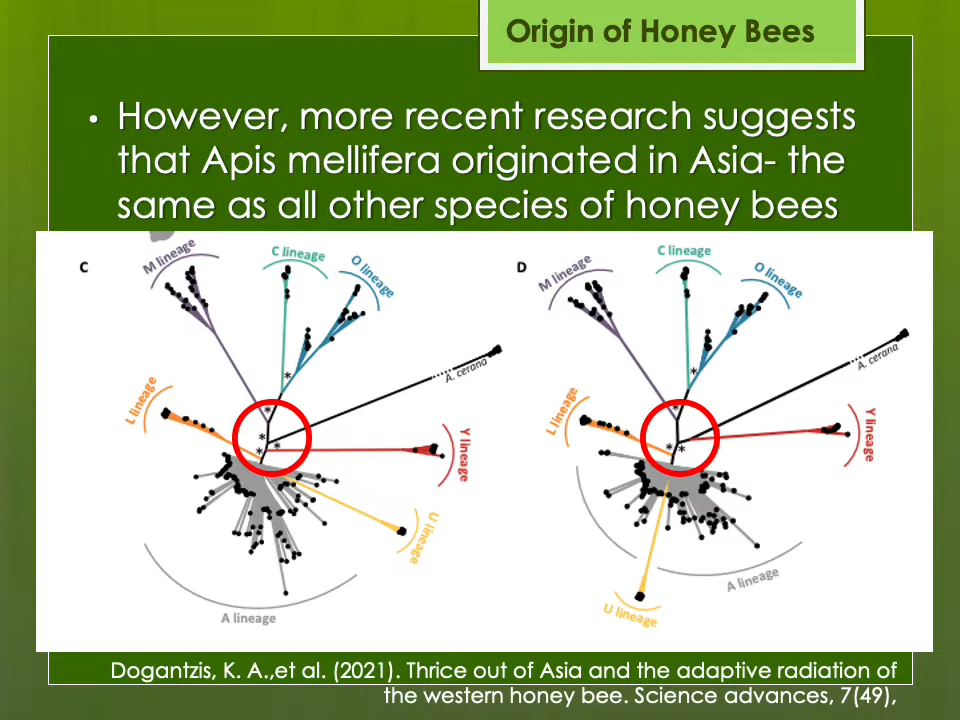 Origin of Honey Bees
• However, more recent research suggests
that Apis mellifera originated in Asia- the
same as all other species of honey bees
C
M lineage
C lineage
O lineage
A. cerana
L lineage
*
*
*
*
*
Y lineage
U lineage
A lineage
D
M lineage
C lineage
O lineage
A. cerana
L lineage
*
*
*
*
Y lineage
A lineage
U lineage
Dogantzis, K. A.,et al. (2021). Thrice out of Asia and the adaptive radiation of
the western honey bee. Science advances, 7(49),